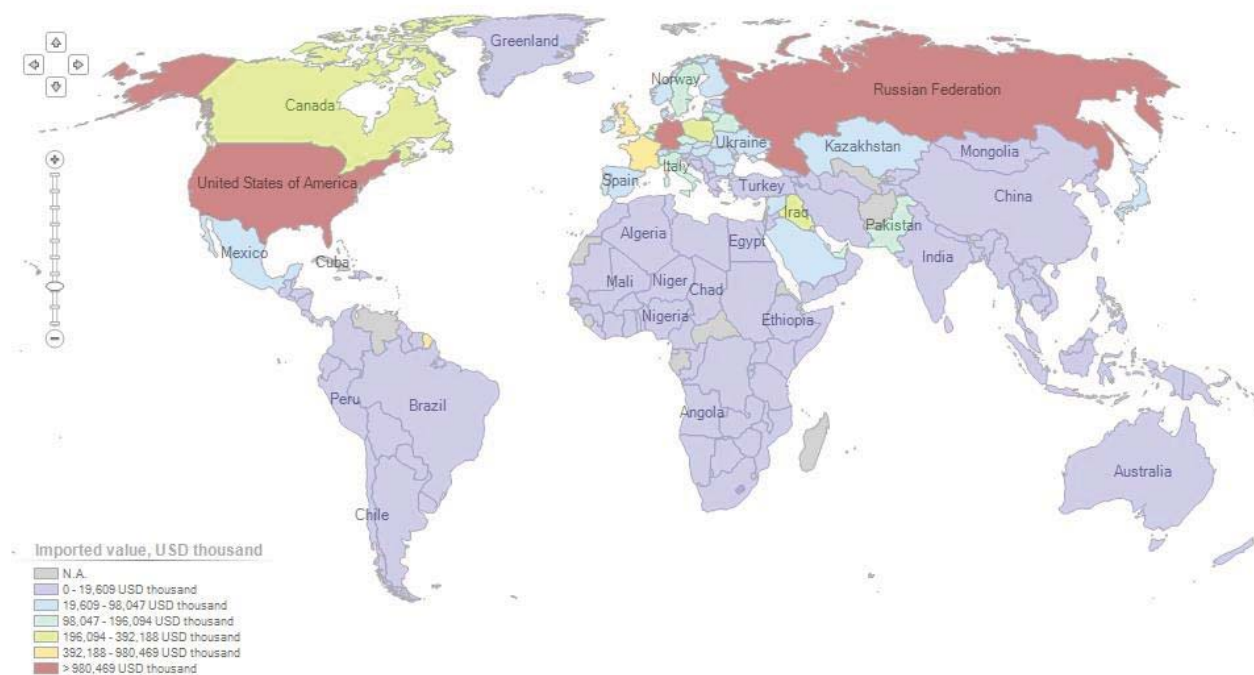 Greenland
Canada
Norway
Russian Federation
Ukraine
Kazakhstan
Mongolia
United States of America
Italy
Spain
Turkey
China
Iraq
Pakistan
Mexico
Cuba
Algeria
Egypt
India
Mali
Niger
Chad
Nigeria
Ethiopia
Peru
Brazil
Angola
Australia
Chile
Imported value, USD thousand
N.A.
0 - 19,609 USD thousand
19,609 - 98,047 USD thousand
98,047 - 196,094 USD thousand
196,094 - 392,188 USD thousand
392,188 - 980,469 USD thousand
> 980,469 USD thousand